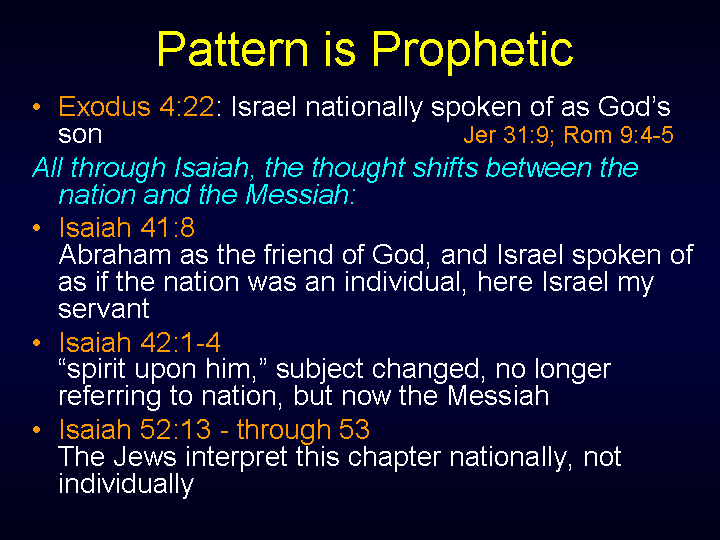 Pattern is Prophetic
• Exodus 4:22: Israel nationally spoken of as God's
son Jer 31:9; Rom 9:4-5
All through Isaiah, the thought shifts between the
nation and the Messiah:
• Isaiah 41:8
Abraham as the friend of God, and Israel spoken of
as if the nation was an individual, here Israel my
servant
• Isaiah 42:1-4
“spirit upon him,” subject changed, no longer
referring to nation, but now the Messiah
• Isaiah 52:13 - through 53
The Jews interpret this chapter nationally, not
individually